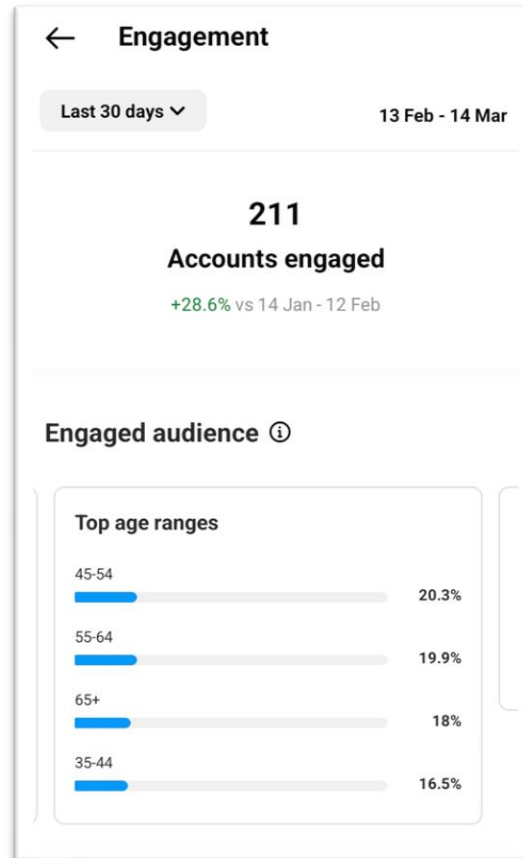 Engagement
Last 30 days
13 Feb - 14 Mar
211
Accounts engaged
+28.6% vs 14 Jan - 12 Feb
Engaged audience
Top age ranges
45-54
20.3%
55-64
19.9%
65+
18%
35-44
16.5%